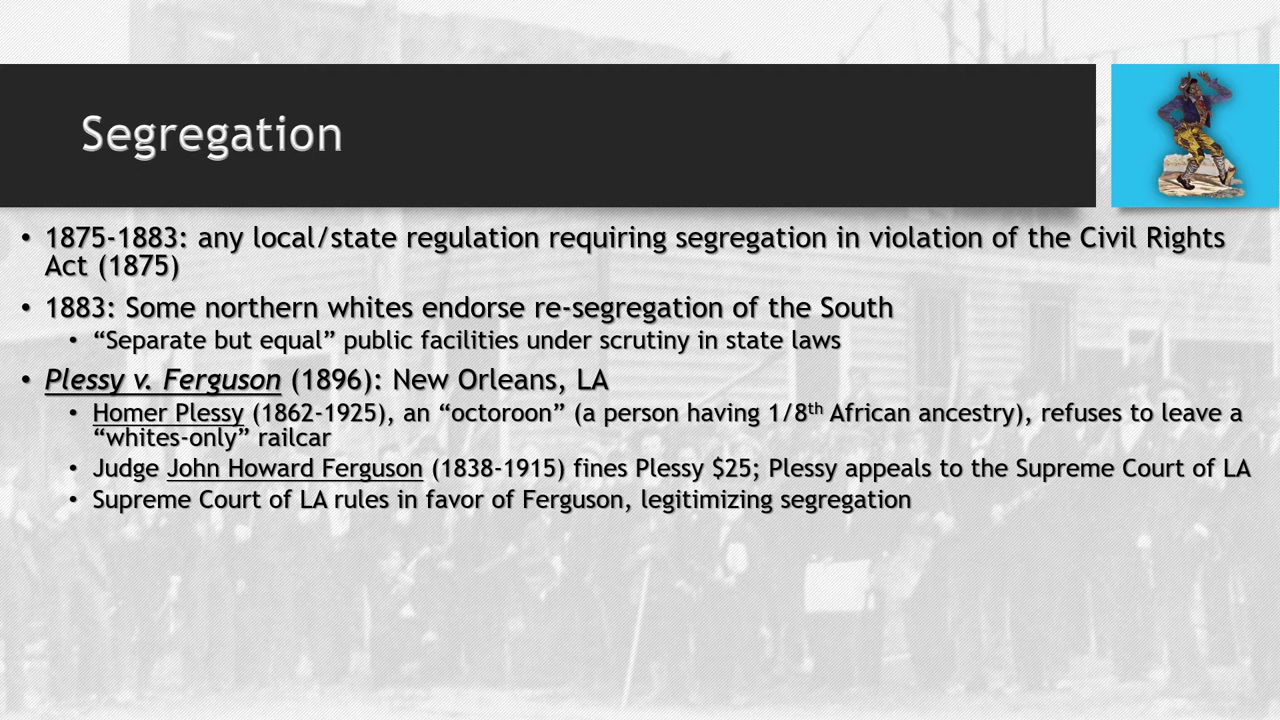 Segregation
• 1875-1883: any local/state regulation requiring segregation in violation of the Civil Rights
Act (1875)
• 1883: Some northern whites endorse re-segregation of the South
• “Separate but equal” public facilities under scrutiny in state laws
• Plessy v. Ferguson (1896): New Orleans, LA
• Homer Plessy (1862-1925), an “octoroon” (a person having 1/8th African ancestry), refuses to leave a
“whites-only” railcar
• Judge John Howard Ferguson (1838-1915) fines Plessy $25; Plessy appeals to the Supreme Court of LA
• Supreme Court of LA rules in favor of Ferguson, legitimizing segregation